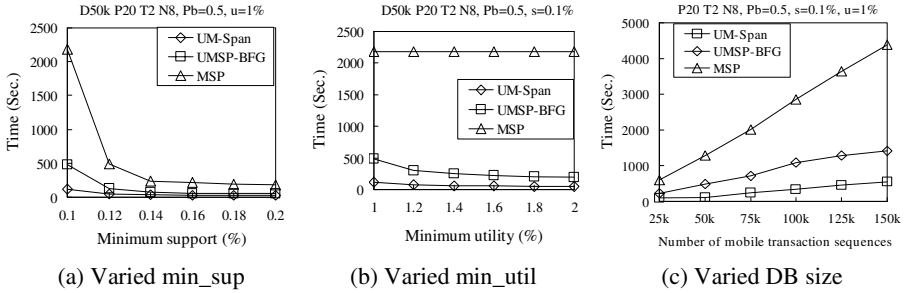 D50k P20 T2 N8, Pb=0.5, u=1%
Time (Sec.)
2500
2000
1500
1000
500
0
UM-Span
UMSP-BFG
MSP
0.1 0.12 0.14 0.16 0.18 0.2
Minimum support (%)
(a) Varied min_sup
D50k P20 T2 N8, Pb=0.5, s=0.1%
Time (Sec.)
2500
2000
1500
1000
500
0
UM-Span
UMSP-BFG
MSP
1 1.2 1.4 1.6 1.8 2
Minimum utility (%)
(b) Varied min_util
P20 T2 N8, Pb=0.5, s=0.1%, u=1%
Time (Sec.)
5000
4000
3000
2000
1000
0
UM-Span
UMSP-BFG
MSP
25k 50k 75k 100k 125k 150k
Number of mobile transaction sequences
(c) Varied DB size